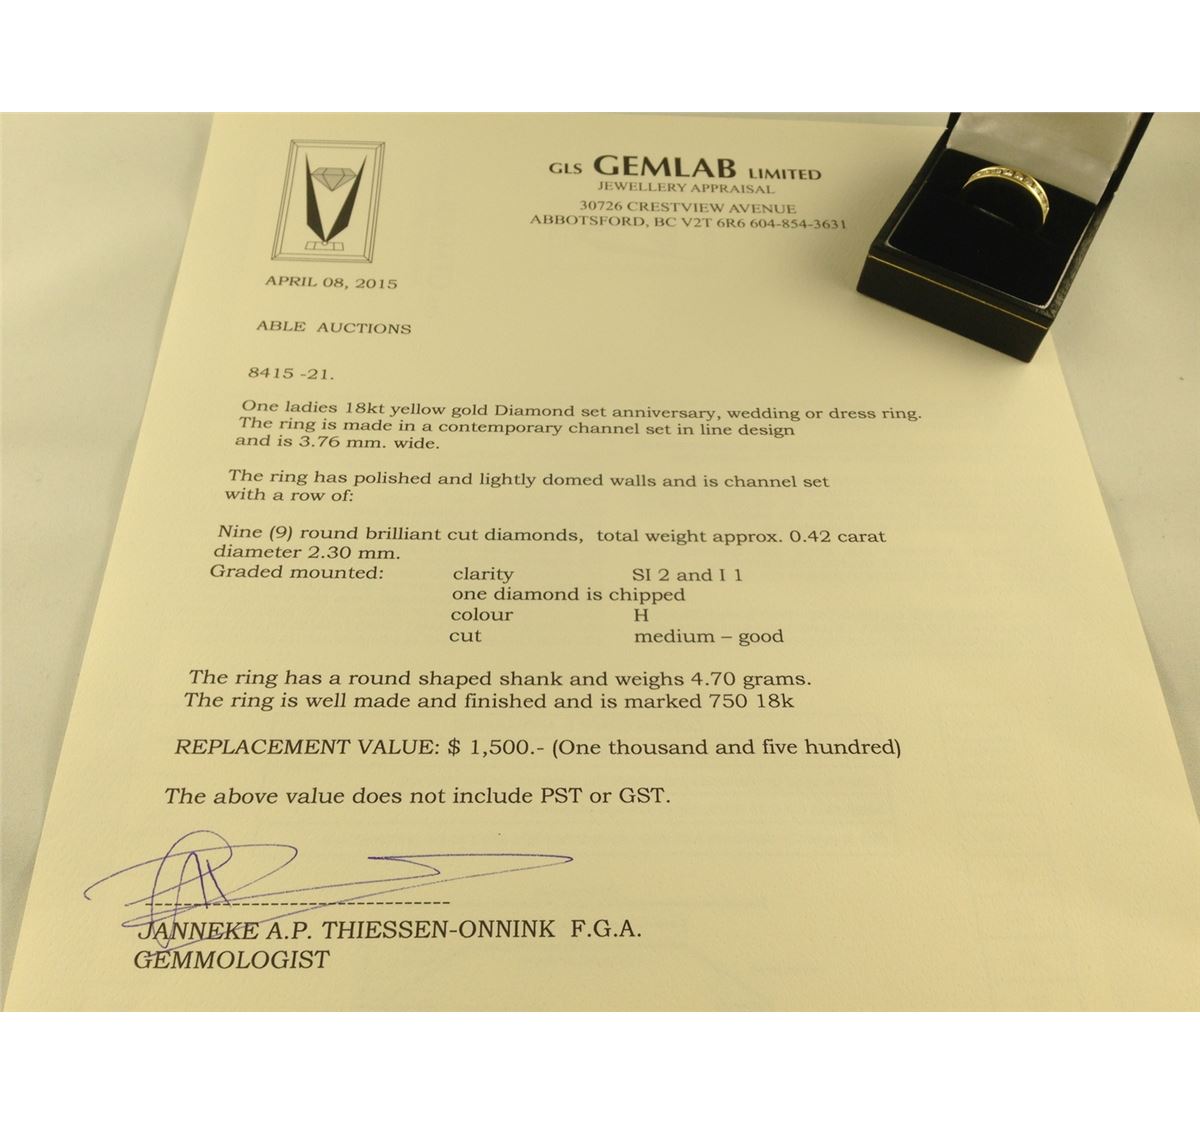 GLS GEMLAB LIMITED
JEWELLERY APPRAISAL
30726 CRESTVIEW AVENUE
ABBOTSFORD, BC V2T 6R6 604-854-3631
APRIL 08, 2015
ABLE AUCTIONS
8415 -21.
One ladies 18kt yellow gold Diamond set anniversary, wedding or dress ring.
The ring is made in a contemporary channel set in line design
and is 3.76 mm. wide.
The ring has polished and lightly domed walls and is channel set
with a row of:
Nine (9) round brilliant cut diamonds, total weight approx. 0.42 carat
diameter 2.30 mm.
Graded mounted: clarity SI 2 and I 1
one diamond is chipped
colour H
cut medium – good
The ring has a round shaped shank and weighs 4.70 grams.
The ring is well made and finished and is marked 750 18k
REPLACEMENT VALUE: $ 1,500.- (One thousand and five hundred)
The above value does not include PST or GST.
JANNEKE A.P. THIESSEN-ONNINK F.G.A.
GEMMOLOGIST